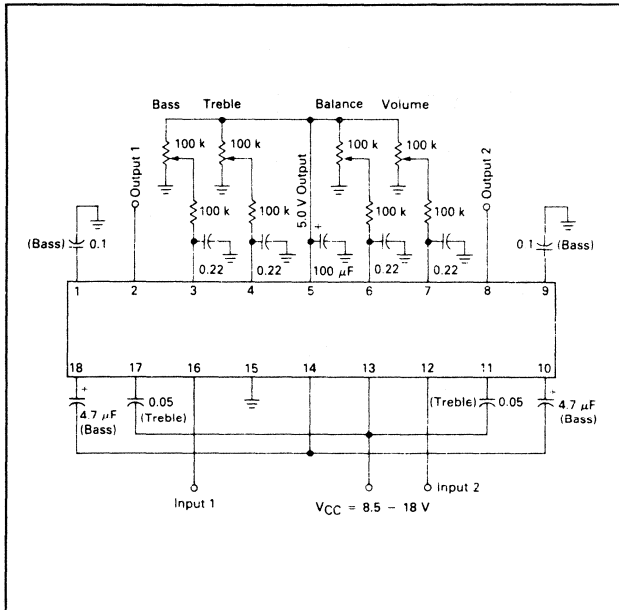 Bass Treble Balance Volume
Output 1
100 k 100 k 5.0 V Output 100 k 100 k Output 2
100 k 100 k 100 k 100 k
(Bass) 0.1 0 1 (Bass)
0.22 0.22 100 μF 0.22 0.22
1 2 3 4 5 6 7 8 9
18 17 16 15 14 13 12 11 10
+ 0.05 (Treble) 0.05 +
4.7 μF (Treble) 4.7 μF
(Bass) (Bass)
Input 1 VCC = 8.5 – 18 V Input 2